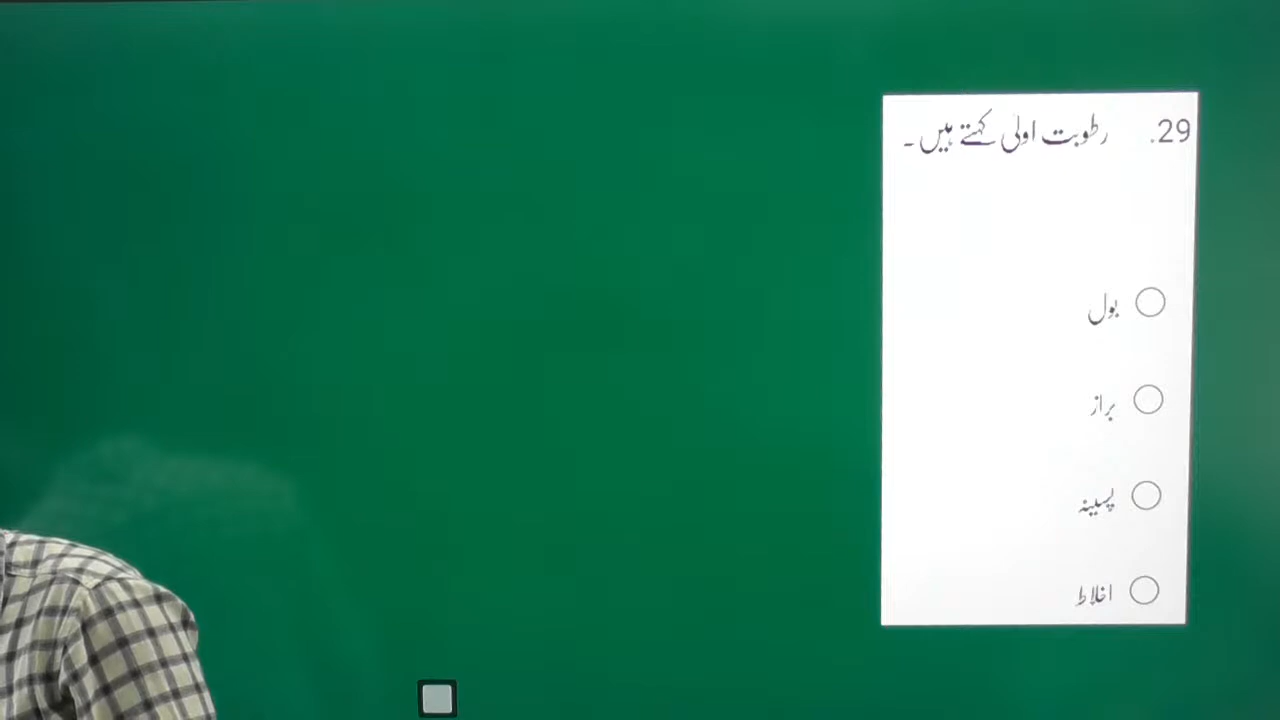 29. رطوبت اولی کہتے ہیں۔
بول
براز
پسینہ
اخلاط